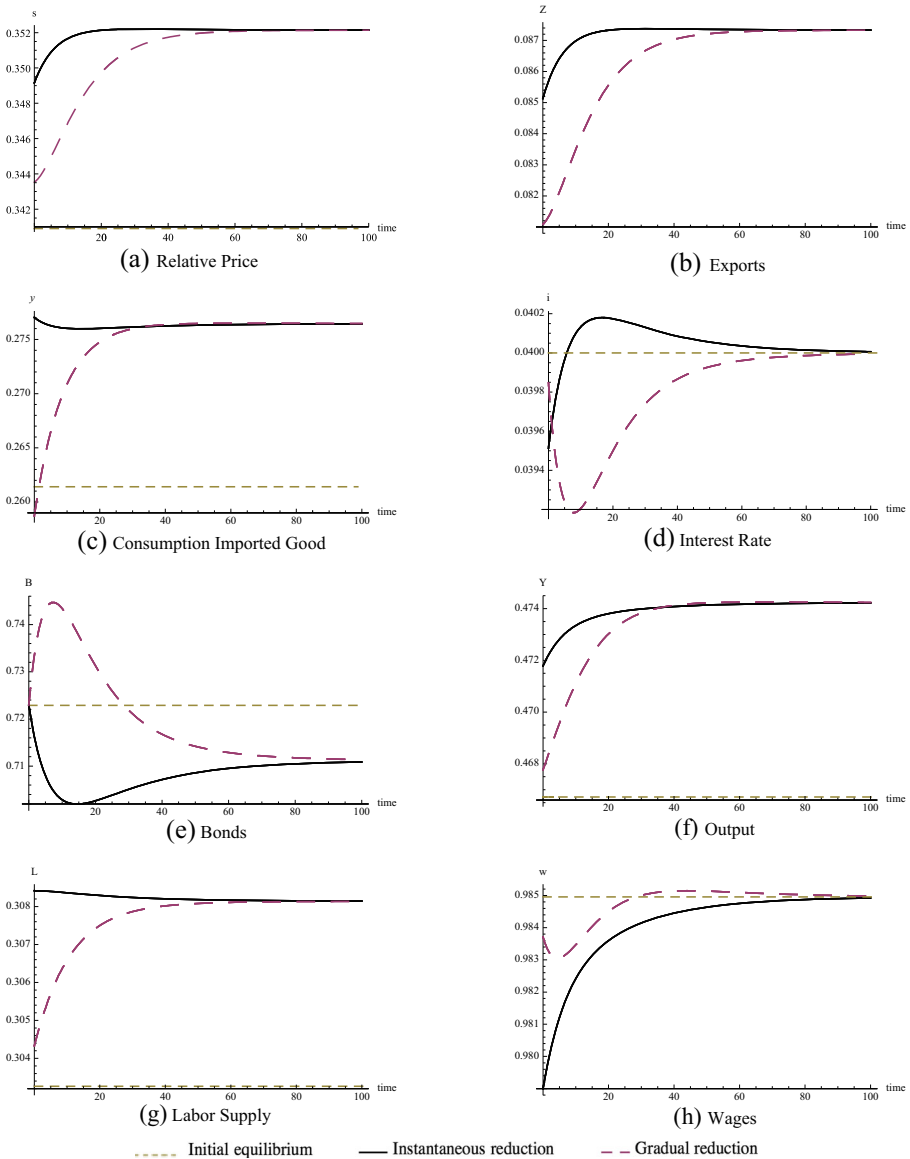 s
0.352
0.350
0.348
0.346
0.344
0.342
20 40 60 80 100 time
(a) Relative Price
Z
0.087
0.086
0.085
0.084
0.083
0.082
20 40 60 80 100 time
(b) Exports
y
0.275
0.270
0.265
0.260
20 40 60 80 100 time
(c) Consumption Imported Good
i
0.0402
0.0400
0.0398
0.0396
0.0394
20 40 60 80 100 time
(d) Interest Rate
B
0.74
0.73
0.72
0.71
20 40 60 80 100 time
(e) Bonds
Y
0.474
0.472
0.470
0.468
20 40 60 80 100 time
(f) Output
L
0.308
0.307
0.306
0.305
0.304
20 40 60 80 100 time
(g) Labor Supply
w
0.985
0.984
0.983
0.982
0.981
0.980
20 40 60 80 100 time
(h) Wages
Initial equilibrium Instantaneous reduction Gradual reduction